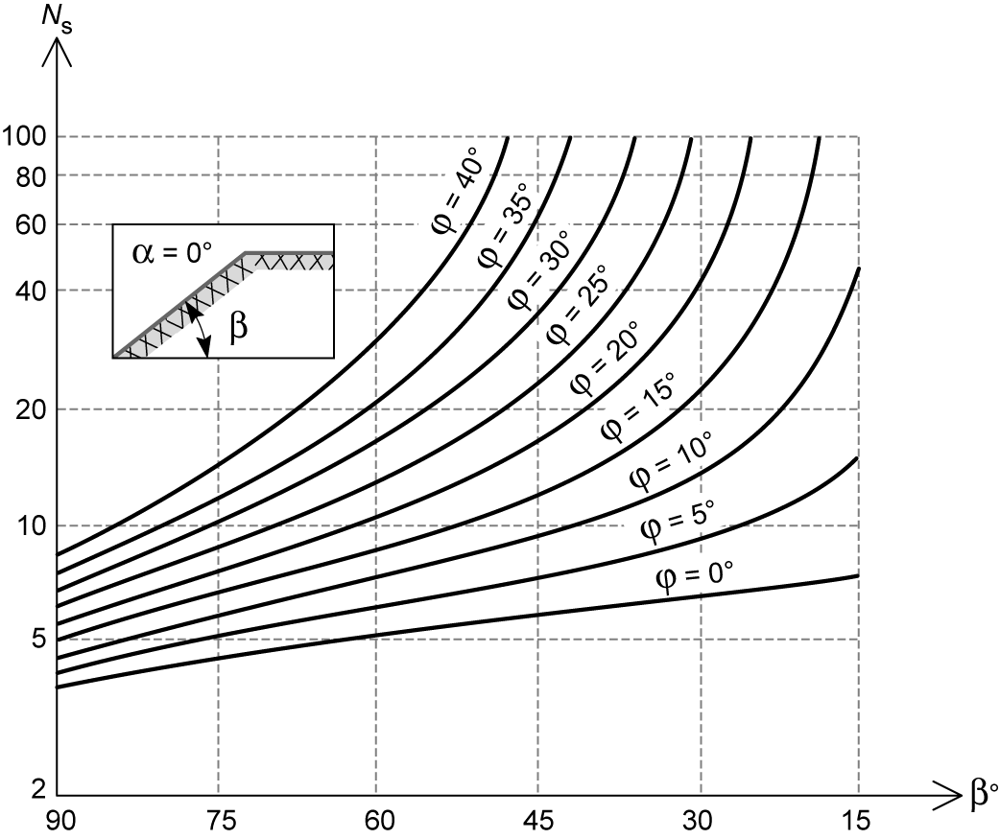 Ns
100
80
60
40
20
10
5
2
α = 0°
β
φ = 40°
φ = 35°
φ = 30°
φ = 25°
φ = 20°
φ = 15°
φ = 10°
φ = 5°
φ = 0°
90 75 60 45 30 15
β°